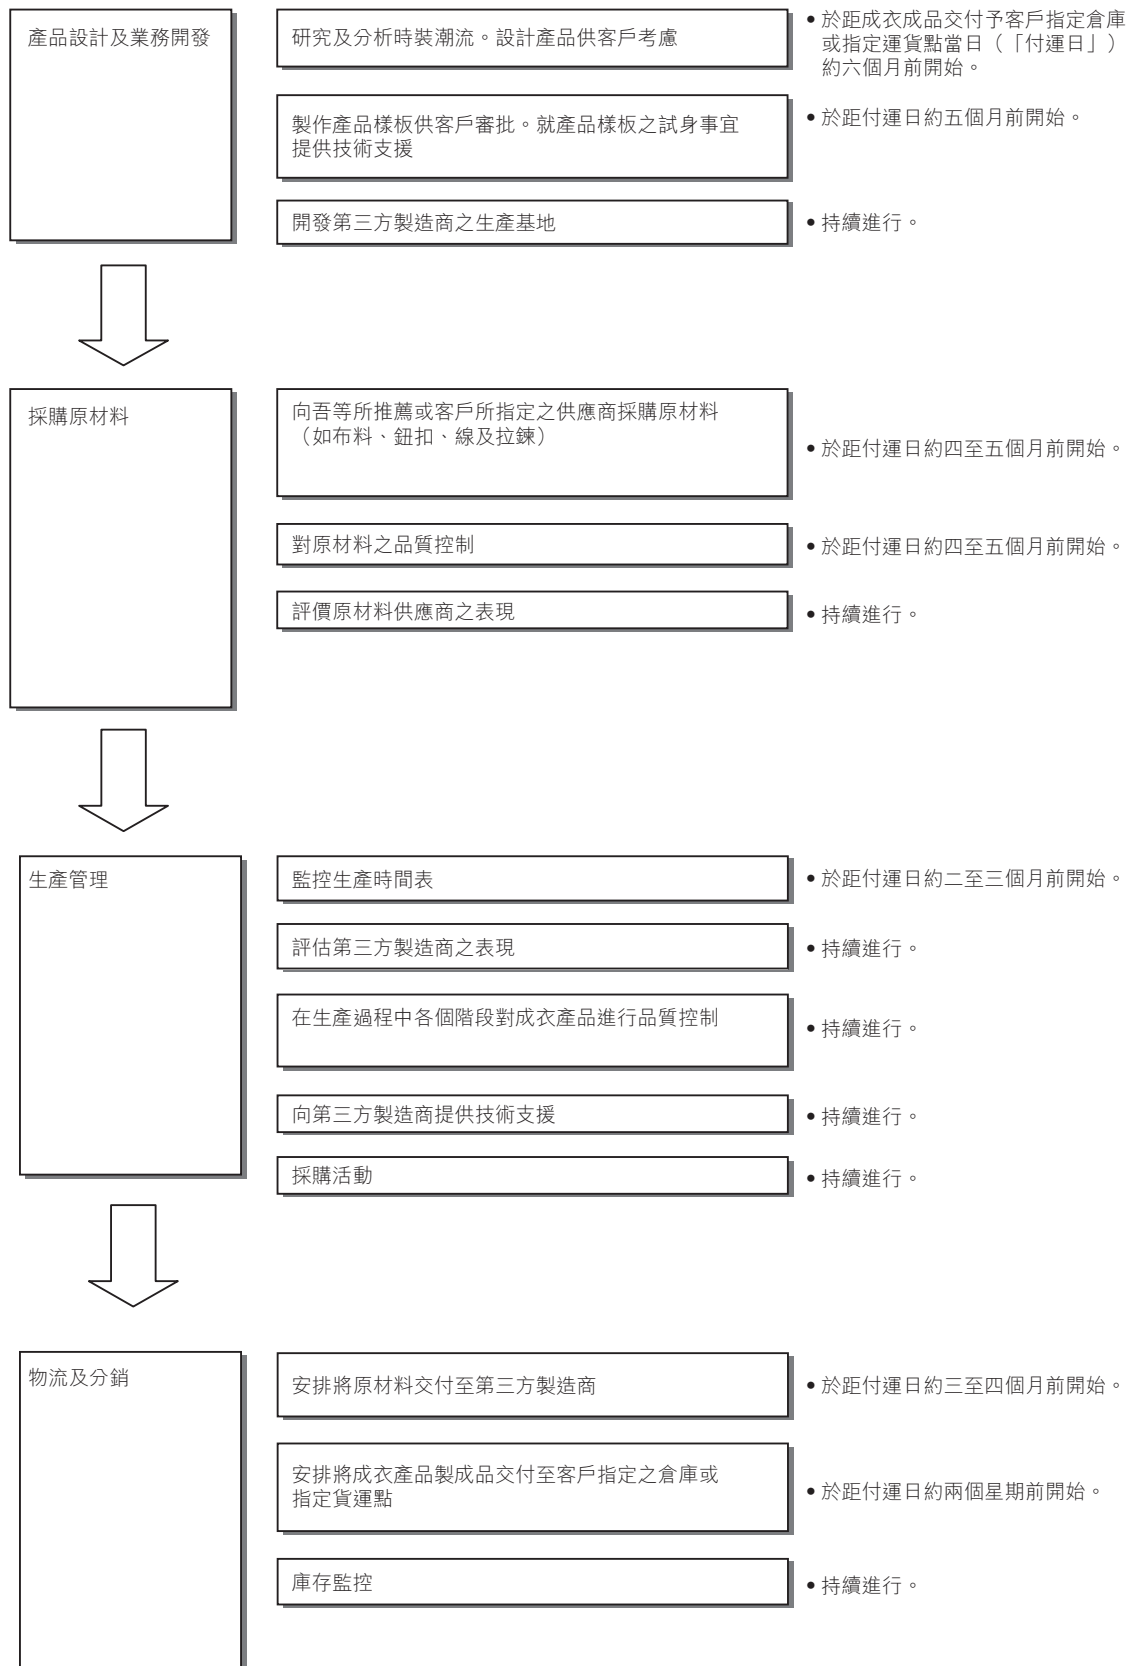 產品設計及業務開發
研究及分析時裝潮流。設計產品供客戶考慮
• 於距成衣成品交付予客戶指定倉庫
或指定運貨點當日（「付運日」）
約六個月前開始。
製作產品樣板供客戶審批。就產品樣板之試身事宜
提供技術支援
• 於距付運日約五個月前開始。
開發第三方製造商之生產基地
• 持續進行。
採購原材料
向吾等所推薦或客戶所指定之供應商採購原材料
（如布料、鈕扣、線及拉鍊）
• 於距付運日約四至五個月前開始。
對原材料之品質控制
• 於距付運日約四至五個月前開始。
評價原材料供應商之表現
• 持續進行。
生產管理
監控生產時間表
• 於距付運日約二至三個月前開始。
評估第三方製造商之表現
• 持續進行。
在生產過程中各個階段對成衣產品進行品質控制
• 持續進行。
向第三方製造商提供技術支援
• 持續進行。
採購活動
• 持續進行。
物流及分銷
安排將原材料交付至第三方製造商
• 於距付運日約三至四個月前開始。
安排將成衣產品製成品交付至客戶指定之倉庫或
指定貨運點
• 於距付運日約兩個星期前開始。
庫存監控
• 持續進行。